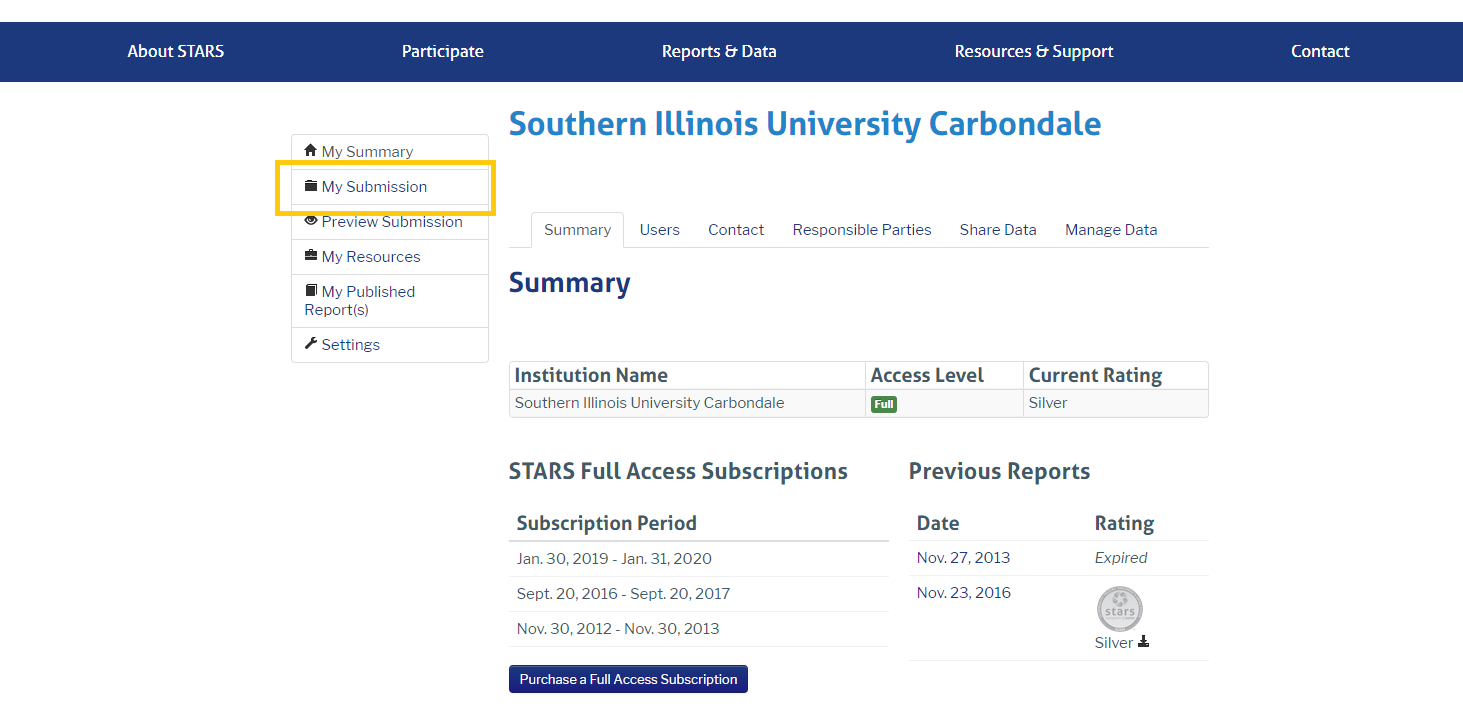 About STARS Participate Reports & Data Resources & Support Contact
Southern Illinois University Carbondale
My Summary
My Submission
Preview Submission
My Resources
My Published
Report(s)
Settings
Summary Users Contact Responsible Parties Share Data Manage Data
Summary
Institution Name Access Level Current Rating
Southern Illinois University Carbondale Full Silver
STARS Full Access Subscriptions
Subscription Period
Jan. 30, 2019 - Jan. 31, 2020
Sept. 20, 2016 - Sept. 20, 2017
Nov. 30, 2012 - Nov. 30, 2013
Purchase a Full Access Subscription
Previous Reports
Date Rating
Nov. 27, 2013 Expired
Nov. 23, 2016
stars
Silver